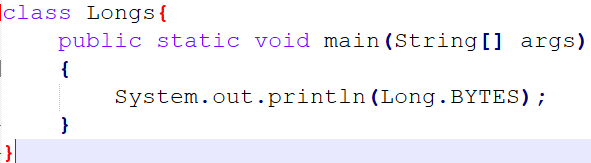 class Longs{
    public static void main(String[] args)
    {
        System.out.println(Long.BYTES);
    }
}